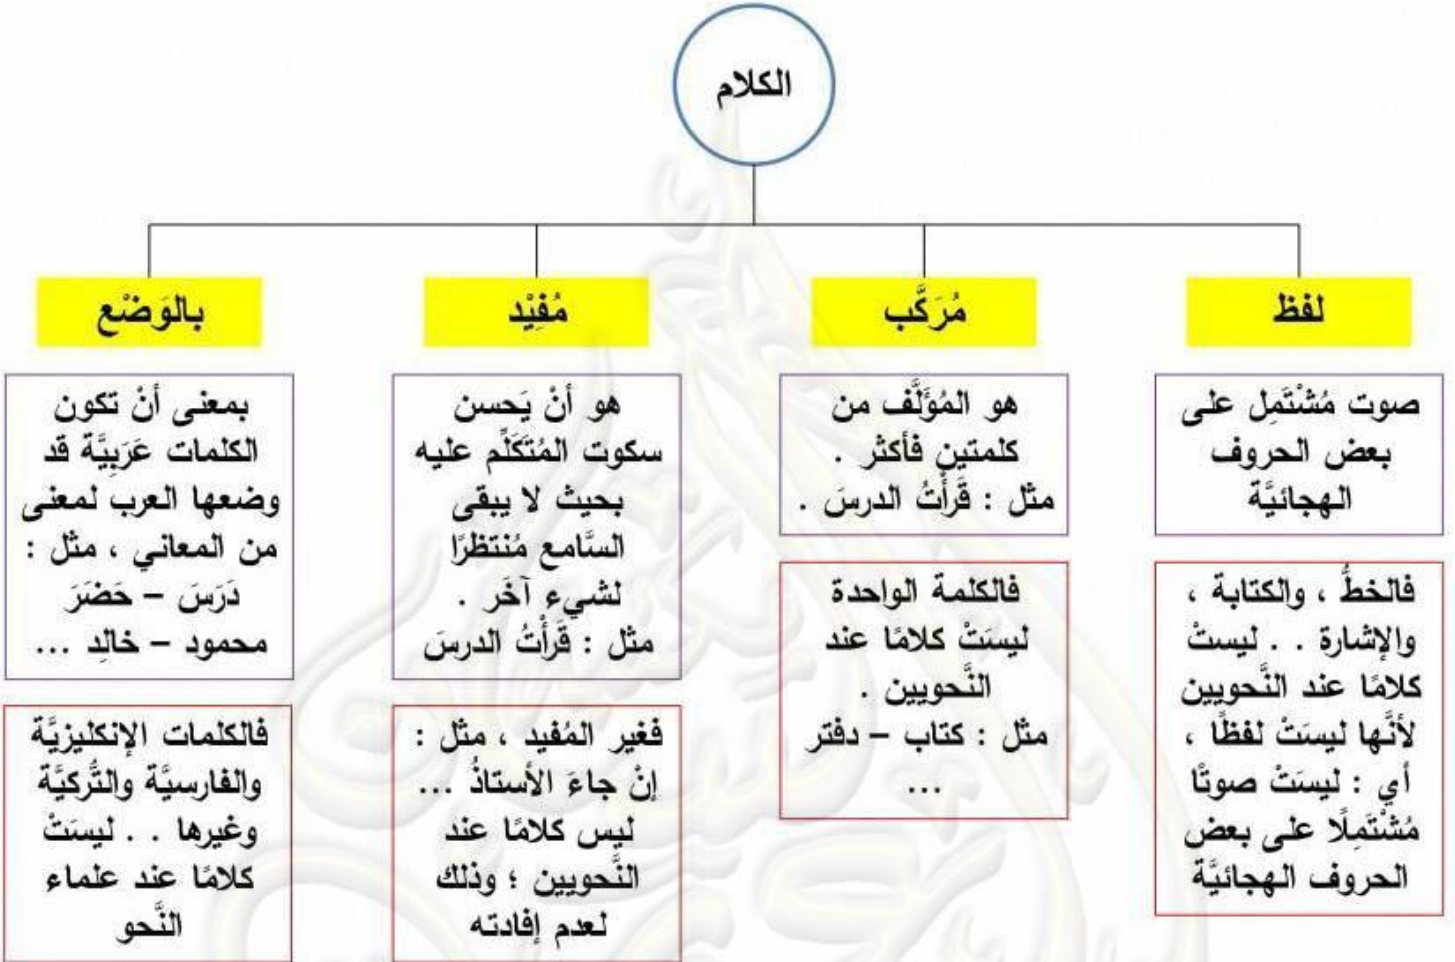 الكلام
لفظ
صوت مُشْتَمِل على
بعض الحروف
الهجائيَّة
فالخطُّ ، والكتابة ،
والإشارة . . ليستْ
كلامًا عند النَّحويين
لأنَّها ليسَتْ لفظًا ،
أي : ليسَتْ صوتًا
مُشْتَمِلًا على بعض
الحروف الهجائيَّة
مُرَكَّب
هو المُؤَلَّف من
كلمتين فأكثر .
مثل : قَرأْتُ الدرسَ .
فالكلمة الواحدة
ليسَتْ كلامًا عند
النَّحويين .
مثل : كتاب – دفتر
...
مُفِيْد
هو أنْ يَحسن
سكوت المُتَكَلِّم عليه
بحيث لا يبقى
السَّامع مُنتظرًا
لشيء آخَر .
مثل : قَرأْتُ الدرسَ
فغير المُفيد ، مثل :
إنْ جاءَ الأستاذُ ...
ليس كلامًا عند
النَّحويين ؛ وذلك
لعدم إفادته
بالوَضْع
بمعنى أنْ تكون
الكلمات عَرَبِيَّة قد
وضعها العرب لمعنى
من المعاني ، مثل :
دَرَسَ – حَضَرَ
محمود – خالِد ...
فالكلمات الإنكليزيَّة
والفارسيَّة والتُّركيَّة
وغيرها . . ليسَتْ
كلامًا عند علماء
النَّحو